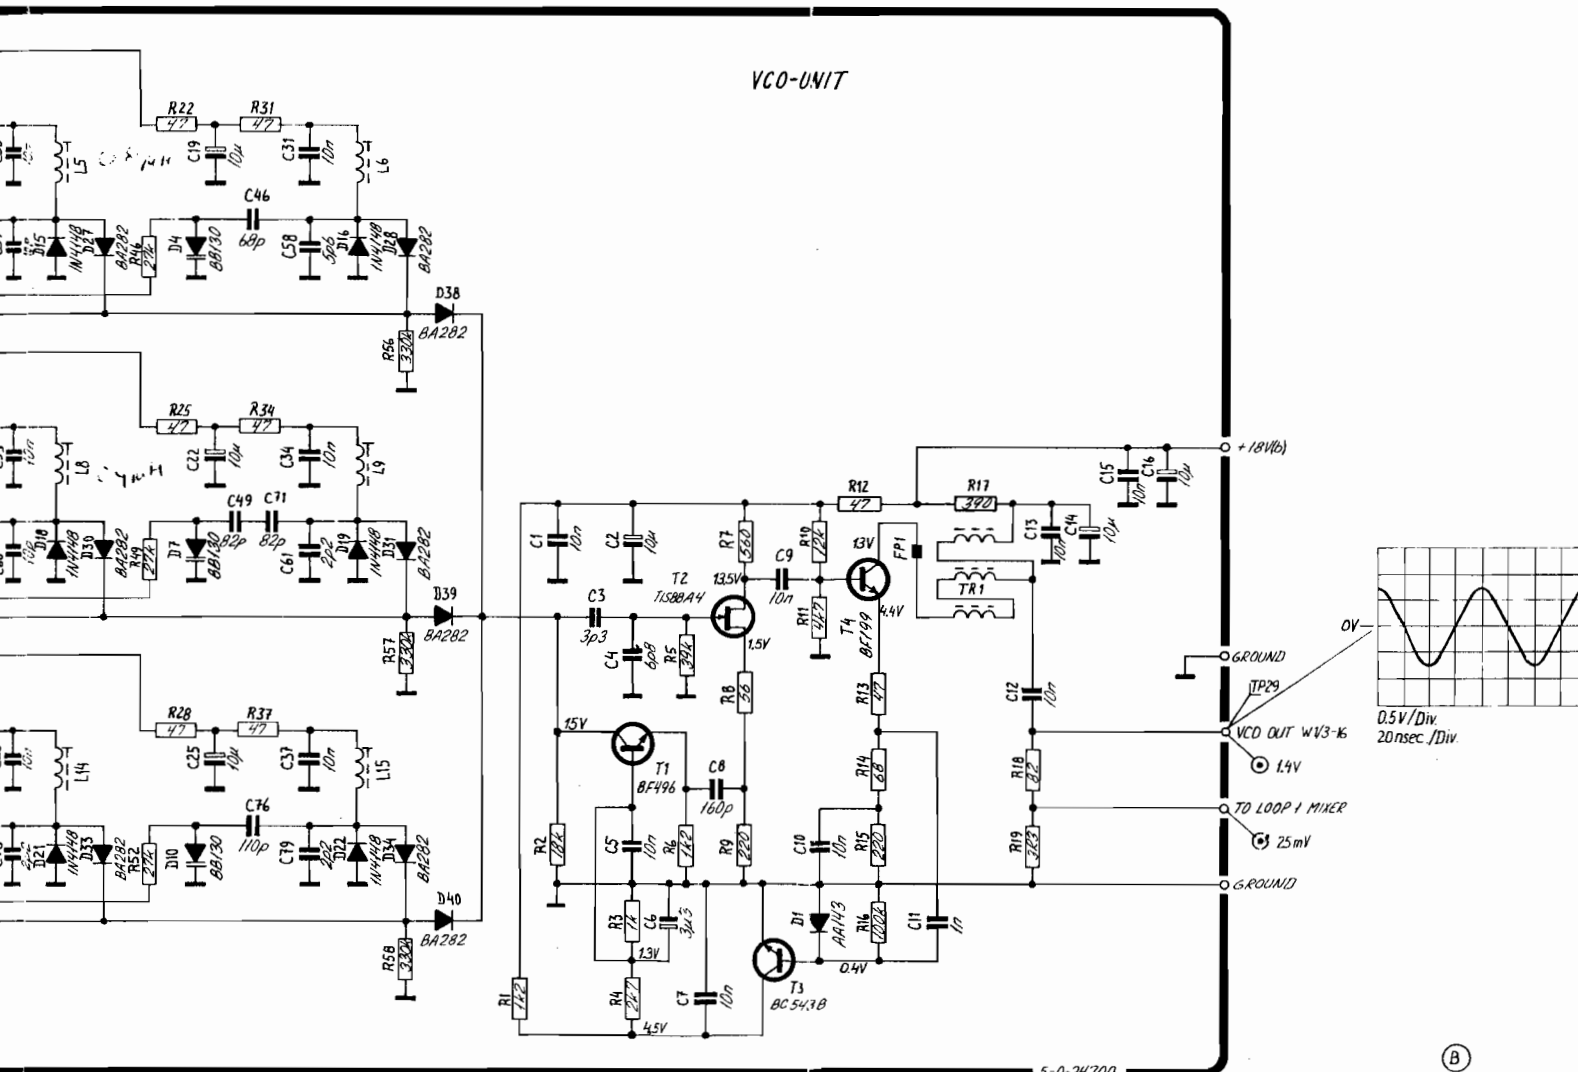 VCO-UNIT
R22
47
R31
47
C19
10µ
C31
10n
L5
L6
C46
68p
D15
1N4148
D27
BA282
R46
27k
D4
BB130
C58
5p6
D16
1N4148
D28
BA282
D38
BA282
R56
330k
R25
47
R34
47
10n
C22
10µ
C34
10n
L8
L9
C49
82p
C71
82p
D18
1N4148
D30
BA282
R49
27k
D7
BB130
C61
2p2
D19
1N4148
D31
BA282
D39
BA282
R57
330k
R28
47
R37
47
10n
C25
10µ
C37
10n
L14
L15
C76
110p
D21
1N4148
D33
BA282
R52
27k
D10
BB130
C79
2p2
D22
1N4148
D34
BA282
D40
BA282
R58
330k
+18V(b)
C15
10n
C16
10µ
R12
47
R17
390
C1
10n
C2
10µ
R7
560
R10
12k
13V
FP1
C13
10n
C14
10µ
T2
TIS88A4
13,5V
C9
10n
TR1
C3
3p3
R11
4k7
T4
BF199
4.4V
C4
6p8
R5
39k
1.5V
0V
GROUND
R8
56
R13
47
C12
10n
TP29
0.5V/Div.
20nsec./Div.
15V
VCO OUT W1/3-16
T1
BF496
C8
160p
R14
68
R18
82
1.4V
TO LOOP 1 MIXER
R2
18k
C5
10n
R6
1k2
R9
220
C10
10n
R15
220
R19
3k3
25mV
GROUND
R3
1k
C6
3µ3
D1
AA143
R16
100k
C11
1n
1.3V
0.4V
R1
1k2
R4
2k7
C7
10n
T3
BC543B
4,5V
5-0-24700
B